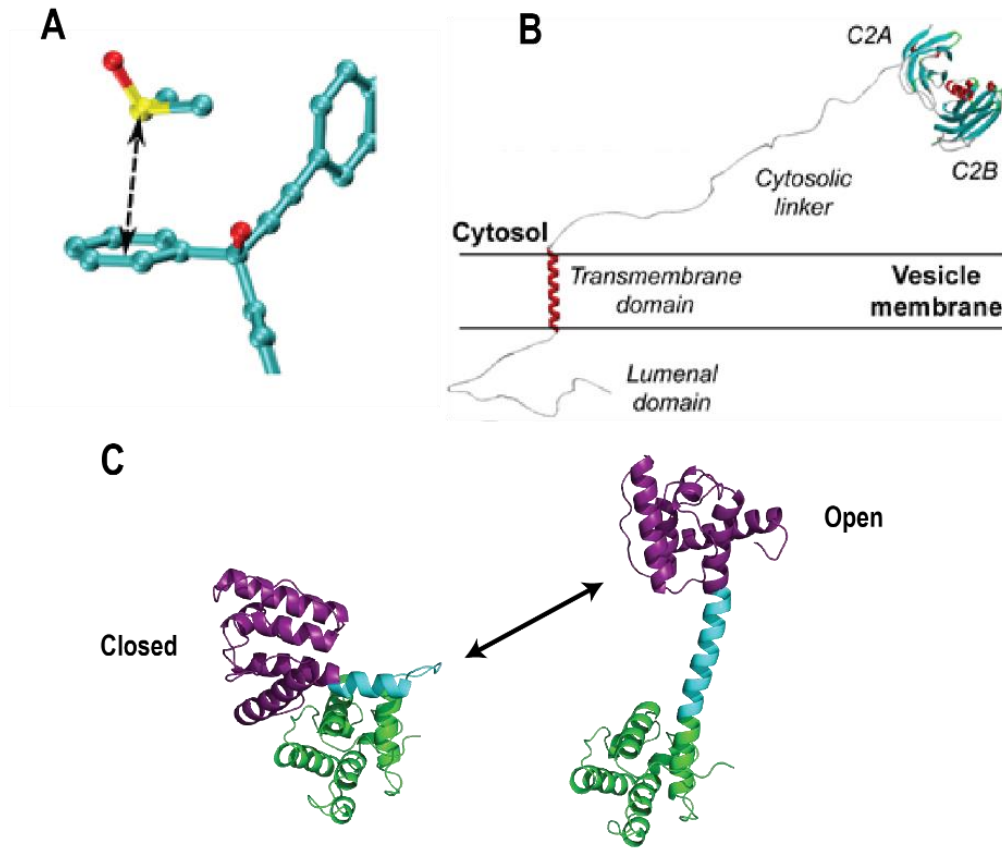 A
B
C2A
C2B
Cytosolic
linker
Cytosol
Transmembrane
domain
Vesicle
membrane
Lumenal
domain
C
Open
Closed